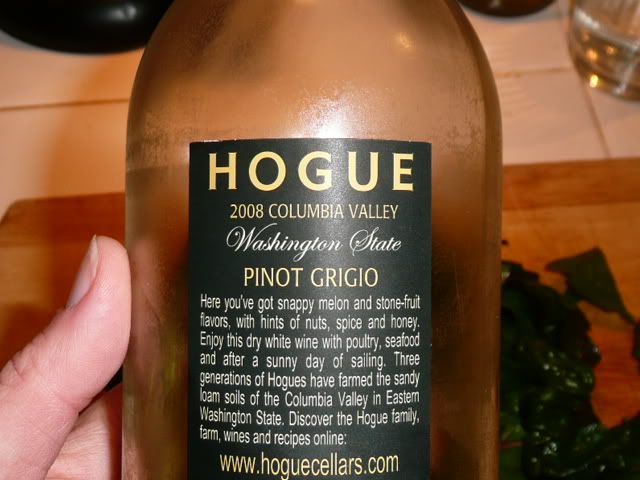 HOGUE
2008 COLUMBIA VALLEY
Washington State
PINOT GRIGIO
Here you've got snappy melon and stone-fruit
flavors, with hints of nuts, spice and honey.
Enjoy this dry white wine with poultry, seafood
and after a sunny day of sailing. Three
generations of Hogues have farmed the sandy
loam soils of the Columbia Valley in Eastern
Washington State. Discover the Hogue family,
farm, wines and recipes online:
www.hoguecellars.com